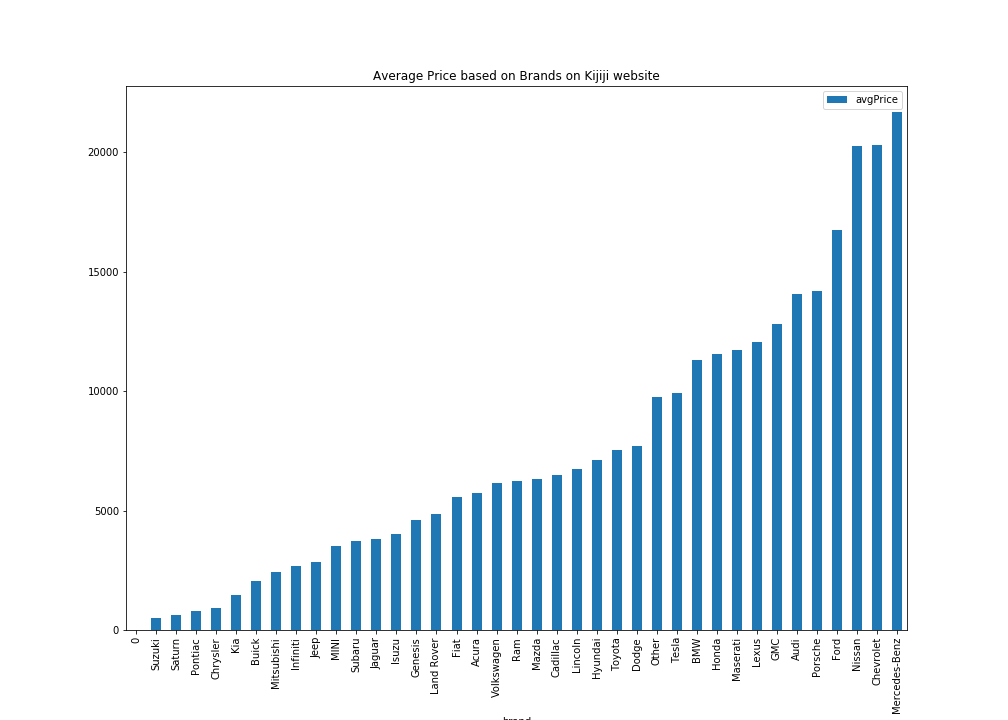 Average Price based on Brands on Kijiji website
avgPrice
20000
15000
10000
5000
0
0
Suzuki
Saturn
Pontiac
Chrysler
Kia
Buick
Mitsubishi
Infiniti
Jeep
MINI
Subaru
Jaguar
Isuzu
Genesis
Land Rover
Fiat
Acura
Volkswagen
Ram
Mazda
Cadillac
Lincoln
Hyundai
Toyota
Dodge
Other
Tesla
BMW
Honda
Maserati
Lexus
GMC
Audi
Porsche
Ford
Nissan
Chevrolet
Mercedes-Benz